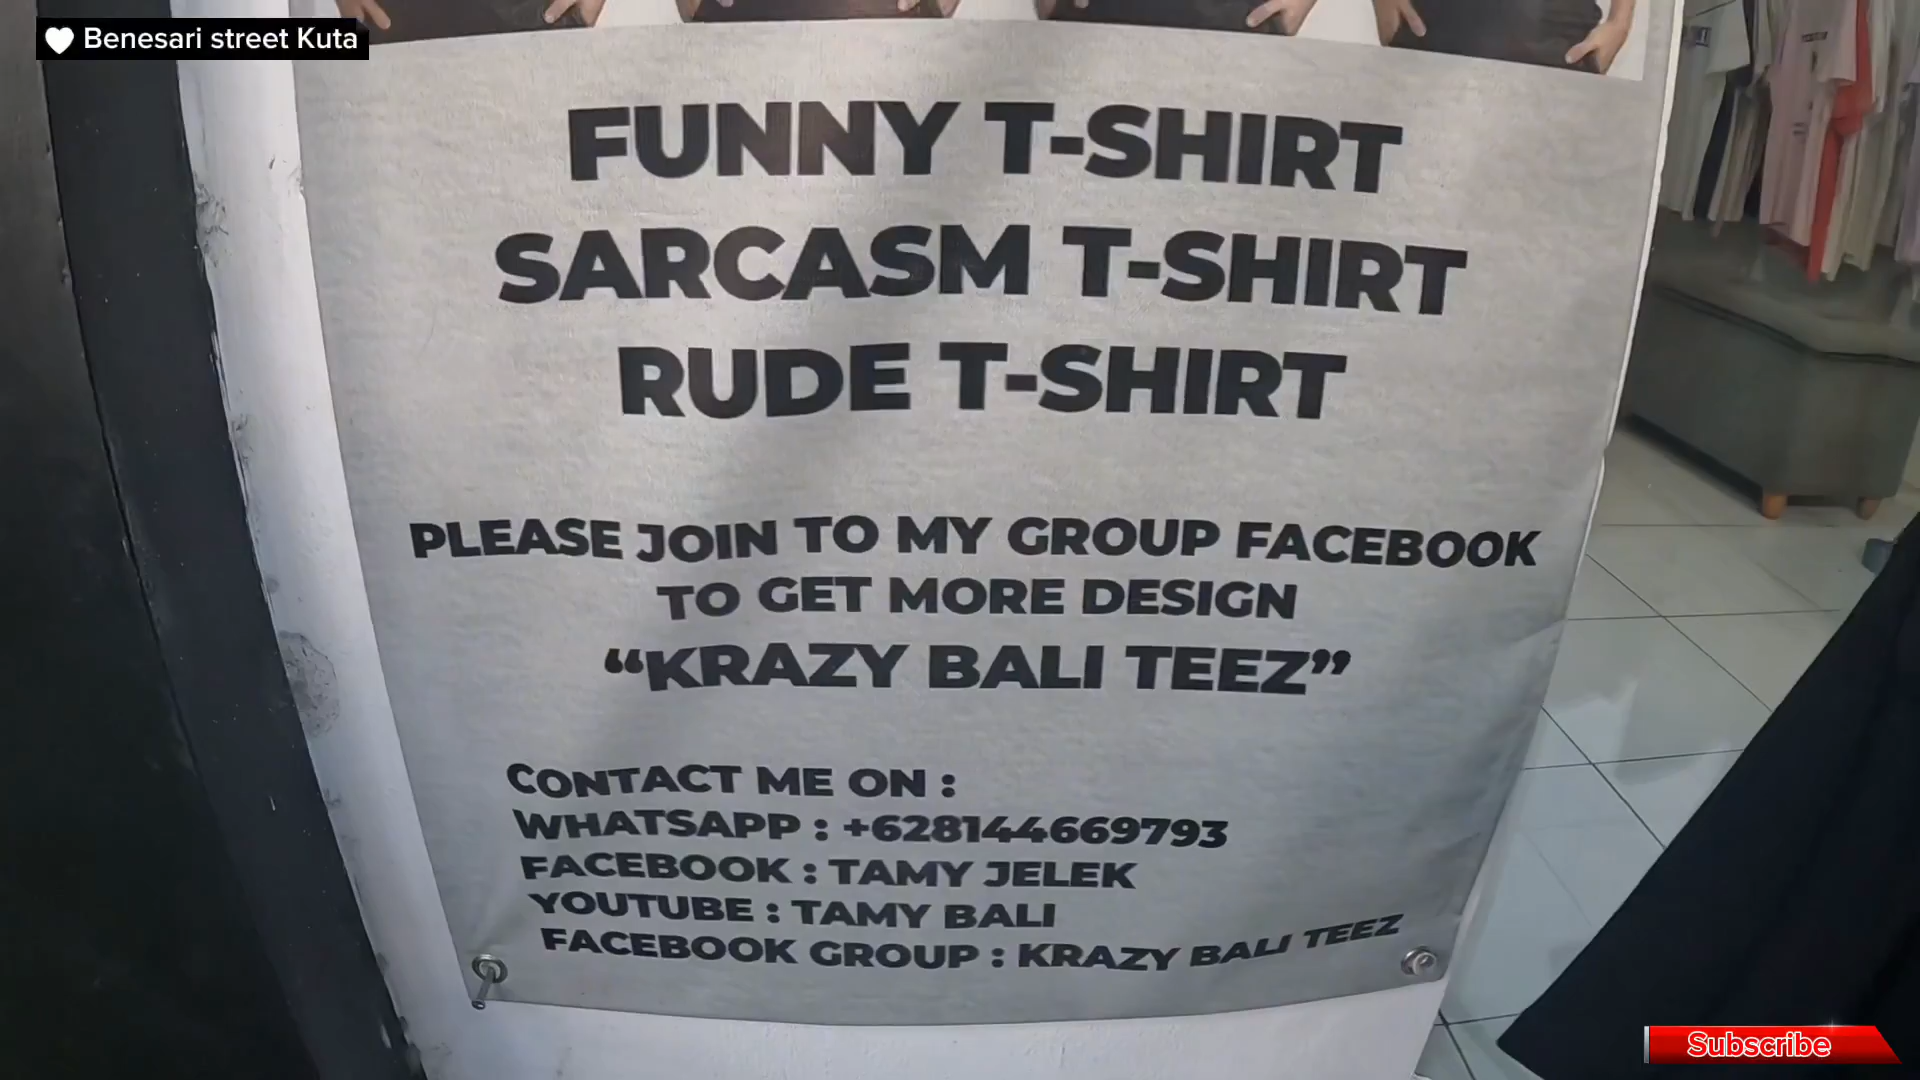 Benesari street Kuta
FUNNY T-SHIRT
SARCASM T-SHIRT
RUDE T-SHIRT
PLEASE JOIN TO MY GROUP FACEBOOK
TO GET MORE DESIGN
“KRAZY BALI TEEZ”
CONTACT ME ON :
WHATSAPP : +628144669793
FACEBOOK : TAMY JELEK
YOUTUBE : TAMY BALI
FACEBOOK GROUP : KRAZY BALI TEEZ
Subscribe